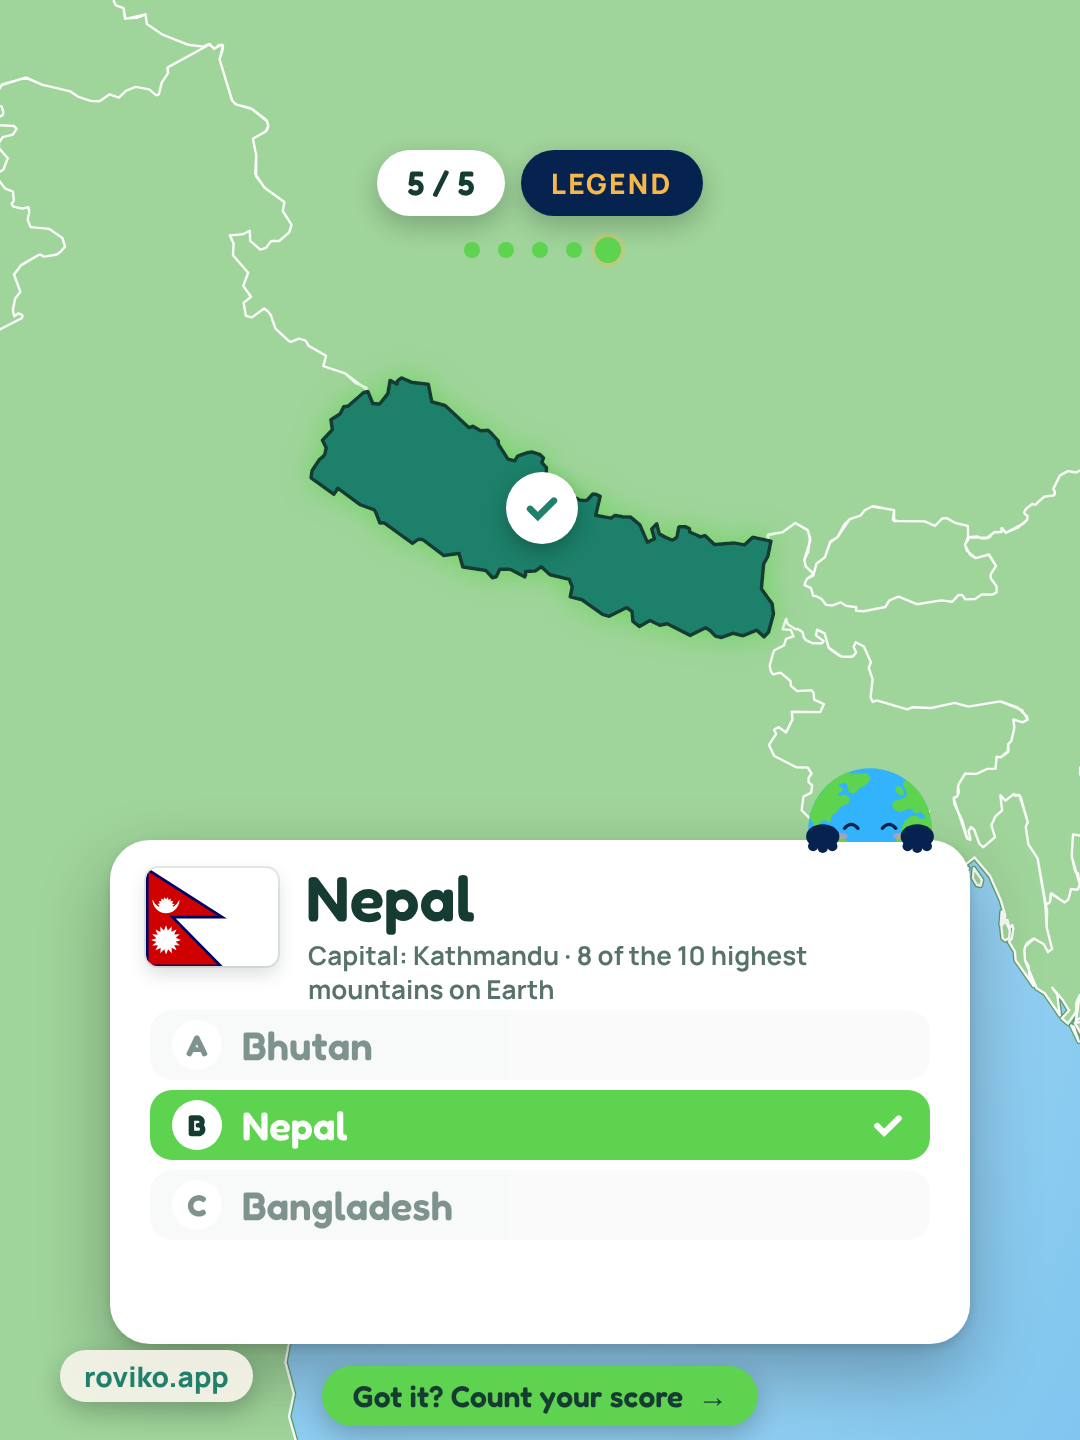 5 / 5
LEGEND
Nepal
Capital: Kathmandu · 8 of the 10 highest
mountains on Earth
A Bhutan
B Nepal
C Bangladesh
roviko.app
Got it? Count your score →